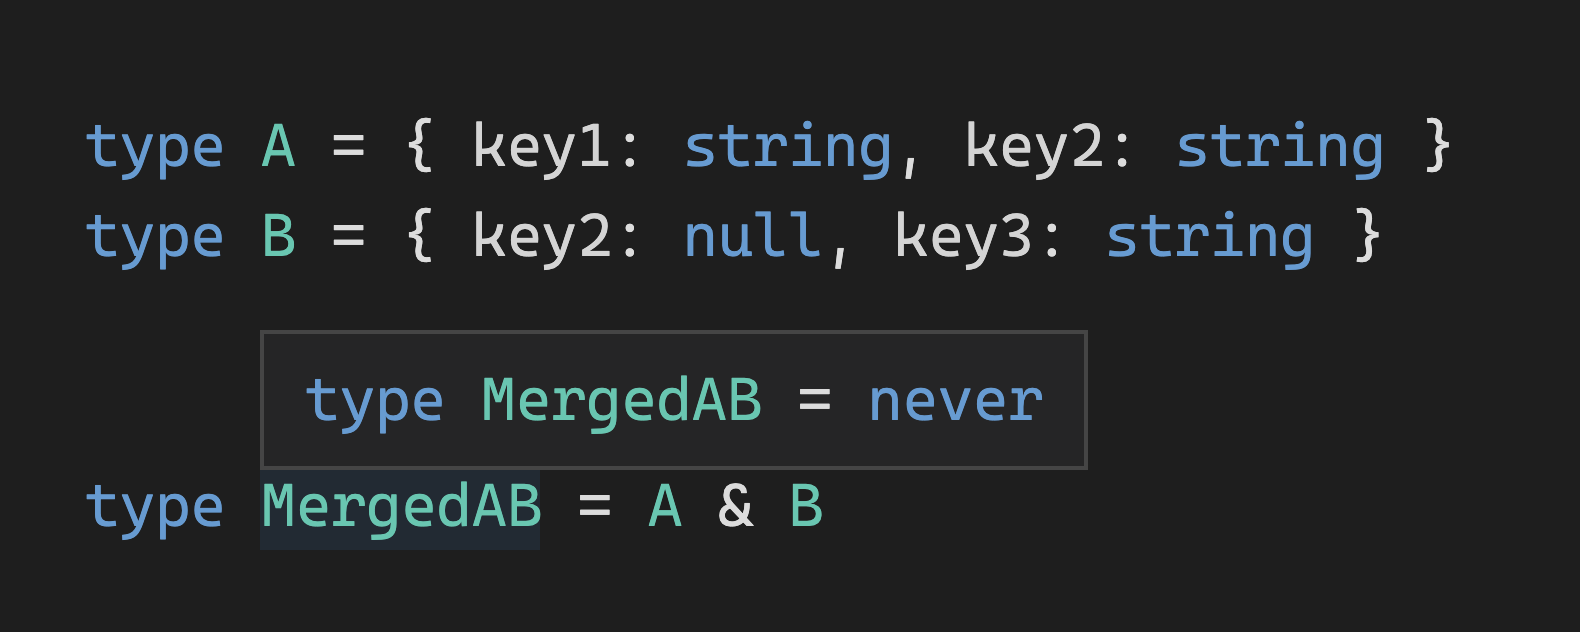 type A = { key1: string, key2: string }
type B = { key2: null, key3: string }
type MergedAB = never
type MergedAB = A & B